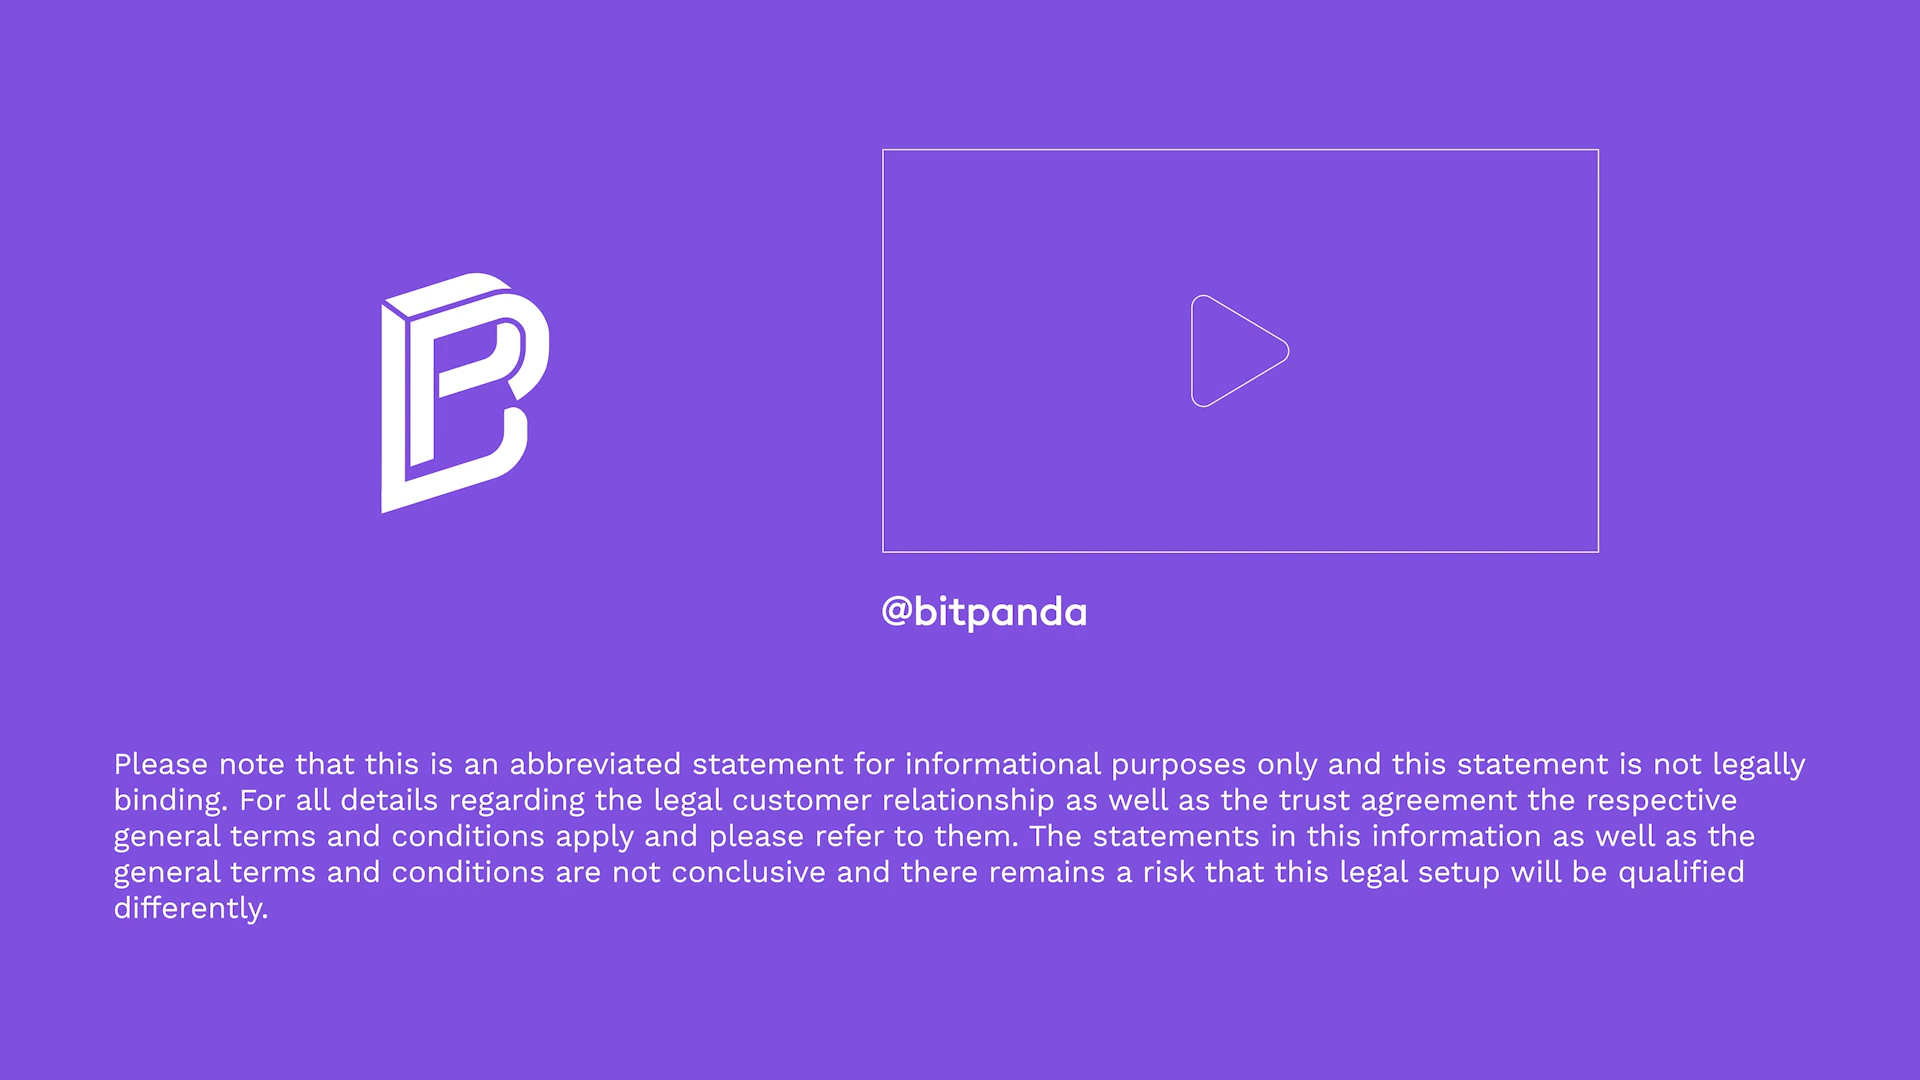 @bitpanda
Please note that this is an abbreviated statement for informational purposes only and this statement is not legally
binding. For all details regarding the legal customer relationship as well as the trust agreement the respective
general terms and conditions apply and please refer to them. The statements in this information as well as the
general terms and conditions are not conclusive and there remains a risk that this legal setup will be qualified
differently.